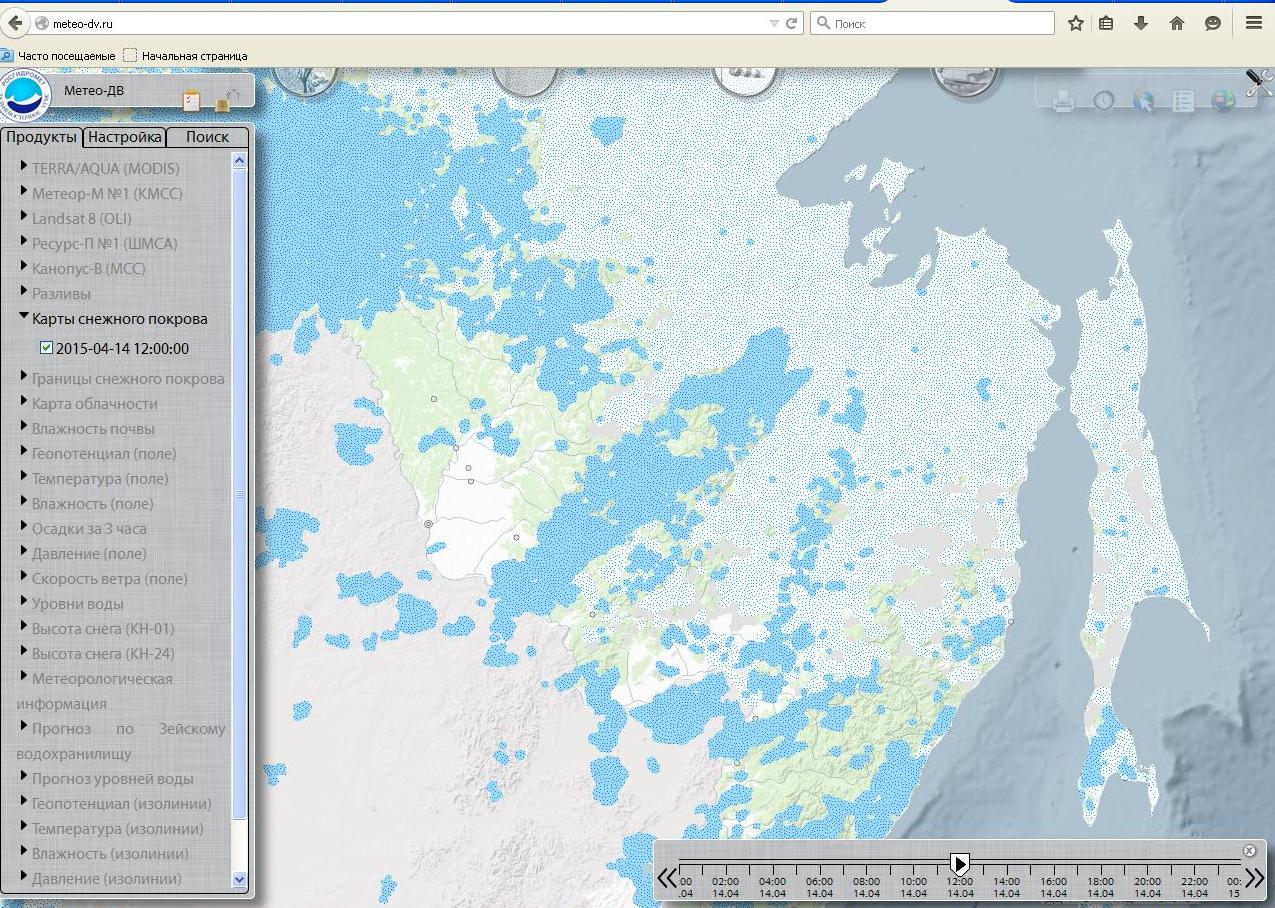 meteo-dv.ru
Поиск
Часто посещаемые
Начальная страница
Метео-ДВ
Продукты Настройка Поиск
TERRA/AQUA (MODIS)
Метеор-М №1 (КМСС)
Landsat 8 (OLI)
Ресурс-П №1 (ШМСА)
Канопус-В (МСС)
Разливы
Карты снежного покрова
2015-04-14 12:00:00
Границы снежного покрова
Карта облачности
Влажность почвы
Геопотенциал (поле)
Температура (поле)
Влажность (поле)
Осадки за 3 часа
Давление (поле)
Скорость ветра (поле)
Уровни воды
Высота снега (КН-01)
Высота снега (КН-24)
Метеорологическая
информация
Прогноз по Зейскому
водохранилищу
Прогноз уровней воды
Геопотенциал (изолинии)
Температура (изолинии)
Влажность (изолинии)
Давление (изолинии)
:00 02:00 04:00 06:00 08:00 10:00 12:00 14:00 16:00 18:00 20:00 22:00 00:
.04 14.04 14.04 14.04 14.04 14.04 14.04 14.04 14.04 14.04 14.04 14.04 15